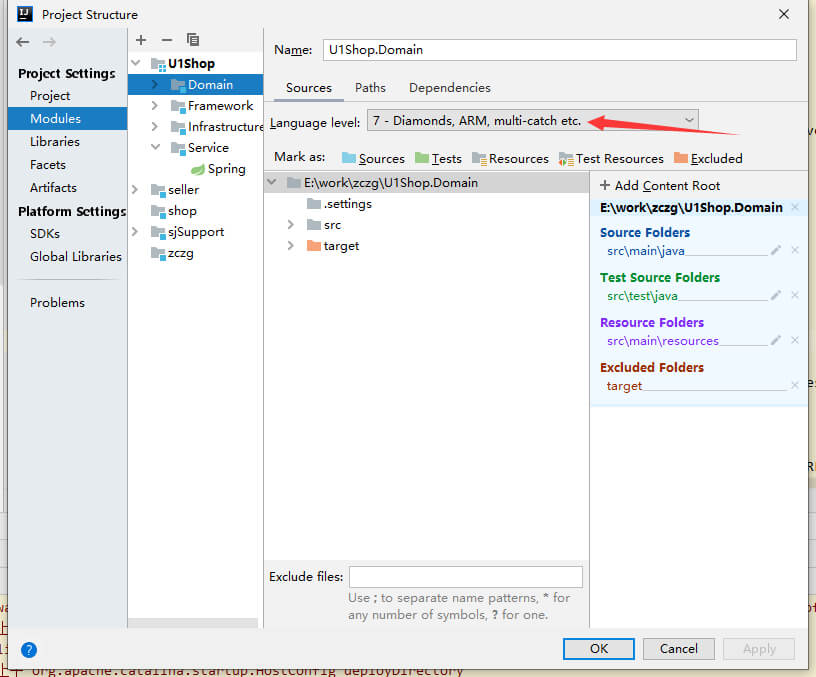 Project Structure
Project Settings
Project
Modules
Libraries
Facets
Artifacts
Platform Settings
SDKs
Global Libraries
Problems
U1Shop
Domain
Framework
Infrastructure
Service
Spring
seller
shop
sjSupport
zczg
Name: U1Shop.Domain
Sources Paths Dependencies
Language level: 7 - Diamonds, ARM, multi-catch etc.
Mark as: Sources Tests Resources Test Resources Excluded
E:\work\zczg\U1Shop.Domain
.settings
src
target
+ Add Content Root
E:\work\zczg\U1Shop.Domain
Source Folders
src\main\java
Test Source Folders
src\test\java
Resource Folders
src\main\resources
Excluded Folders
target
Exclude files:
Use ; to separate name patterns, * for
any number of symbols, ? for one.
OK Cancel Apply
org.apache.catalina.startup.HostConfig deployDirectory